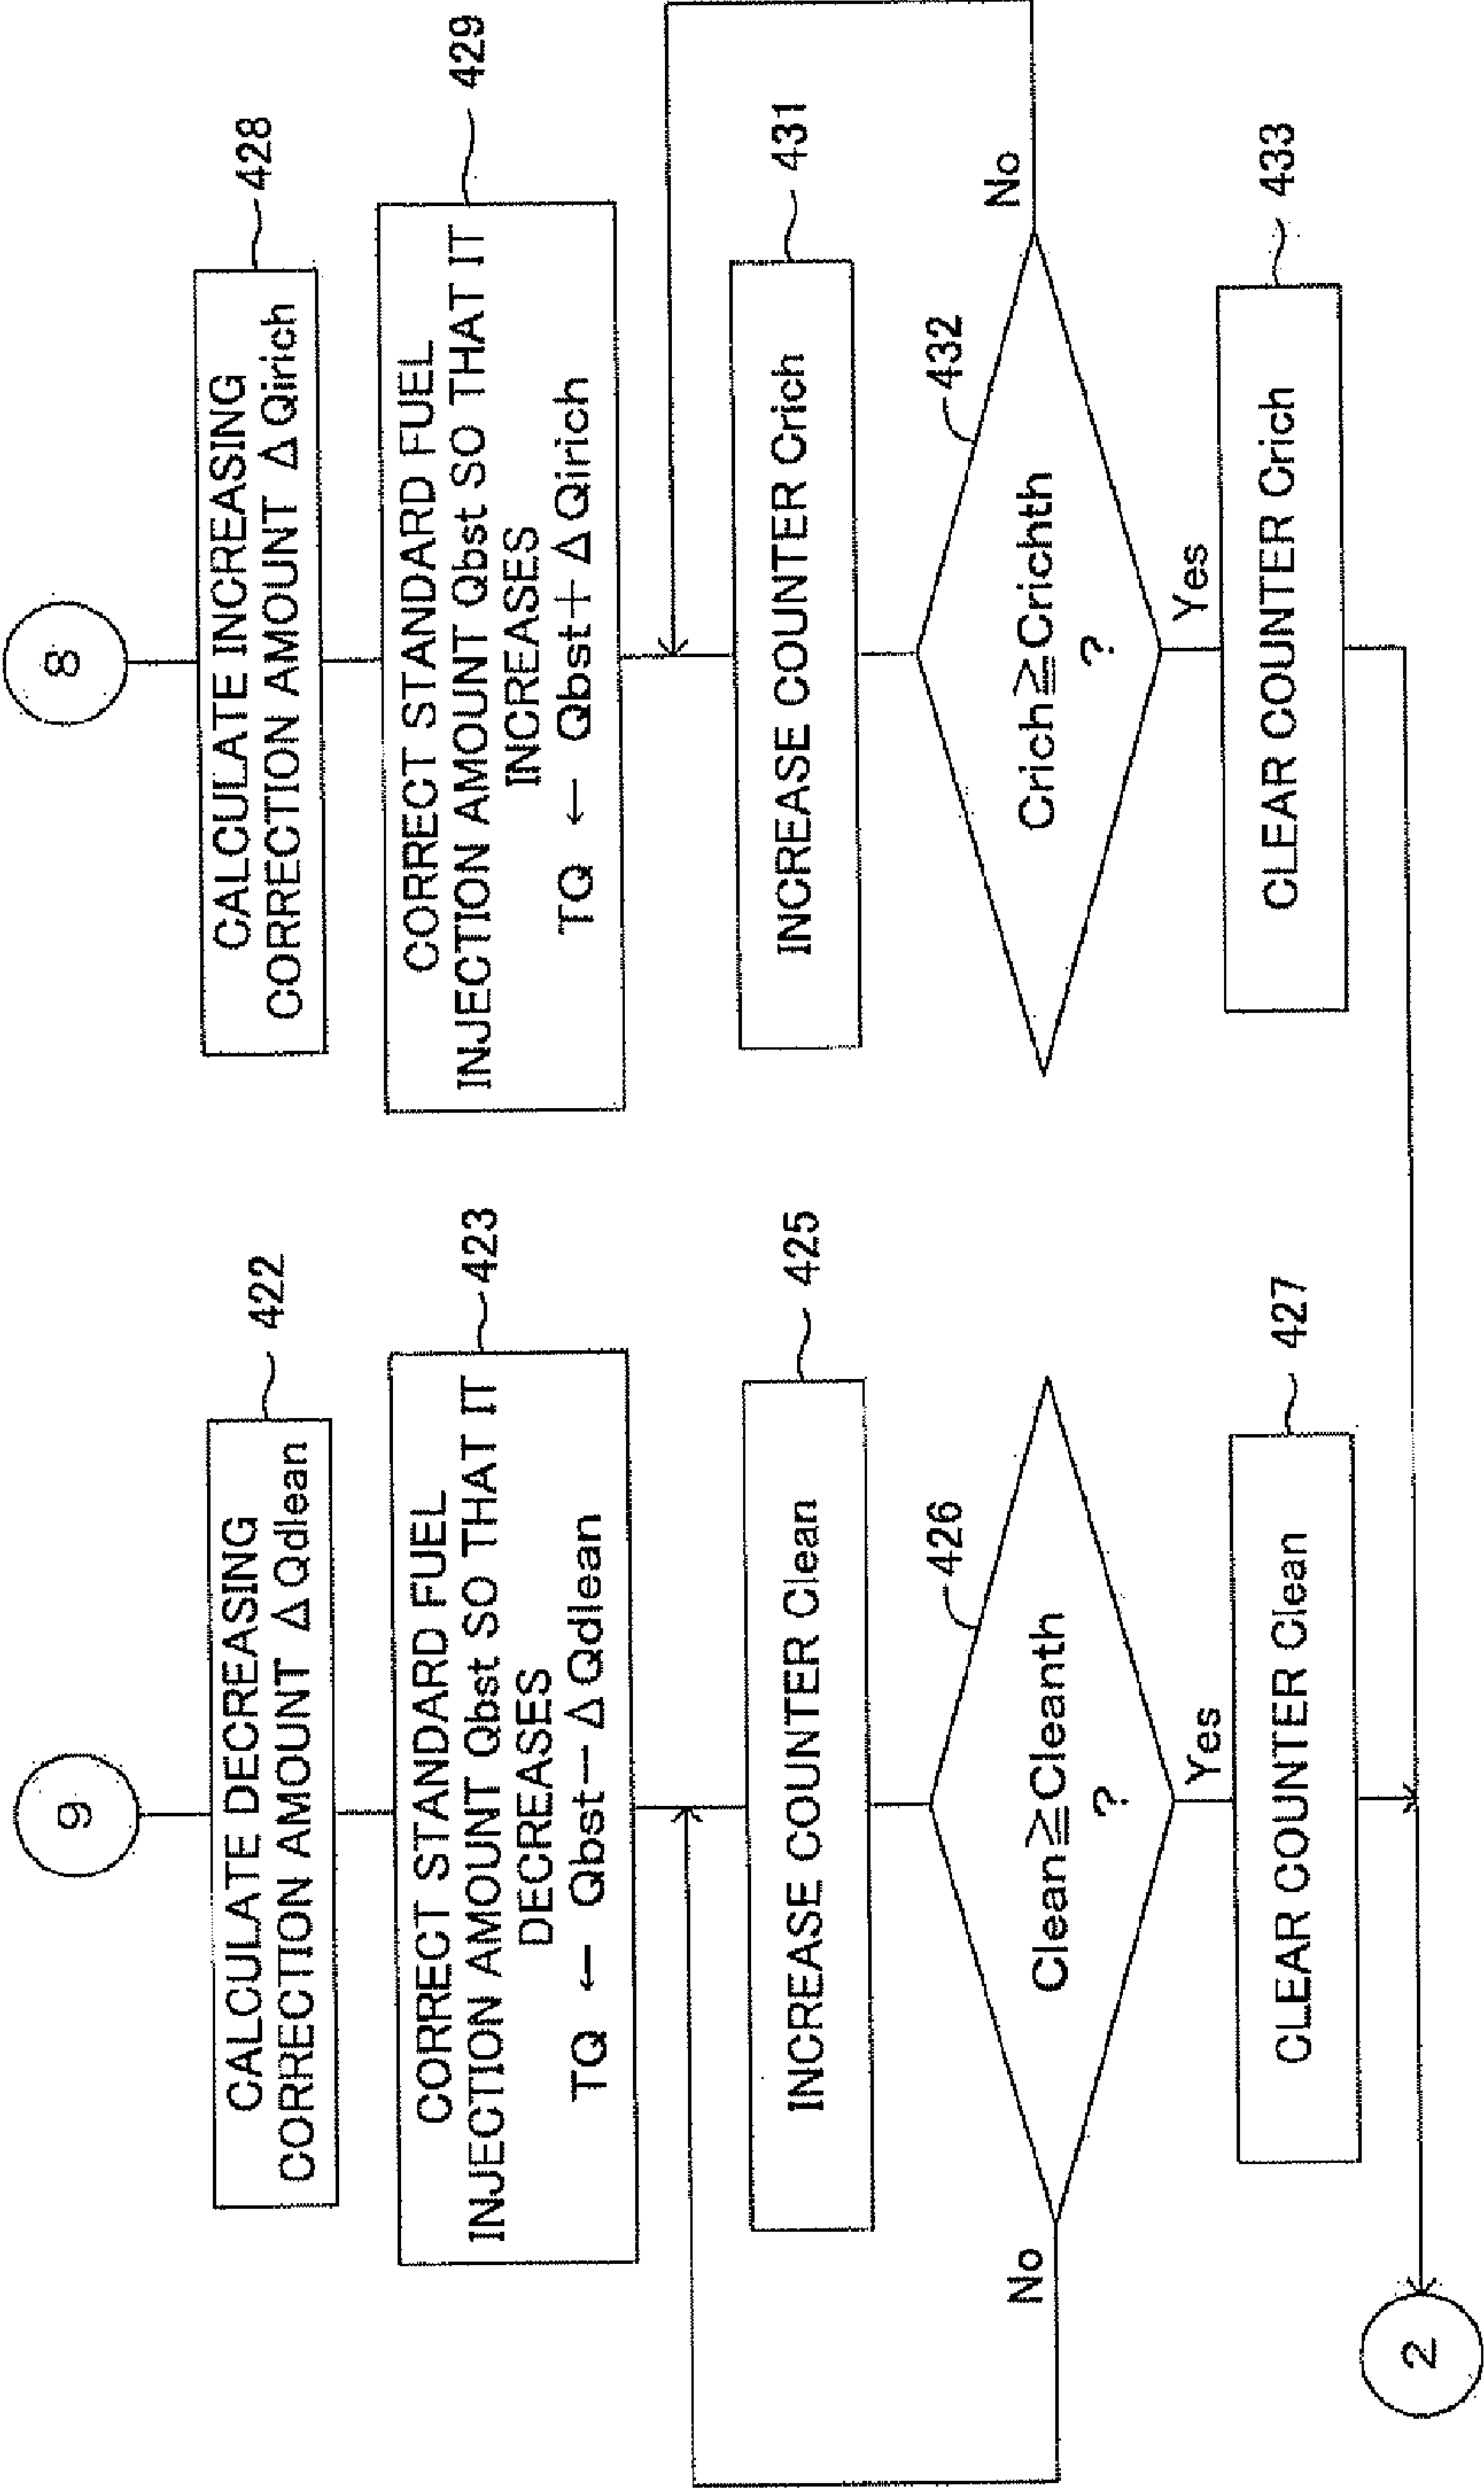 9
CALCULATE DECREASING
CORRECTION AMOUNT Δ Qdlean
422
CORRECT STANDARD FUEL
INJECTION AMOUNT Qbst SO THAT IT
DECREASES
TQ ← Qbst－ΔQdlean
423
INCREASE COUNTER Clean
425
Clean≧Cleanth
?
426
No
Yes
CLEAR COUNTER Clean
427
2
8
CALCULATE INCREASING
CORRECTION AMOUNT Δ Qirich
428
CORRECT STANDARD FUEL
INJECTION AMOUNT Qbst SO THAT IT
INCREASES
TQ ← Qbst＋ΔQirich
429
INCREASE COUNTER Crich
431
Crich≧Crichth
?
432
No
Yes
CLEAR COUNTER Crich
433